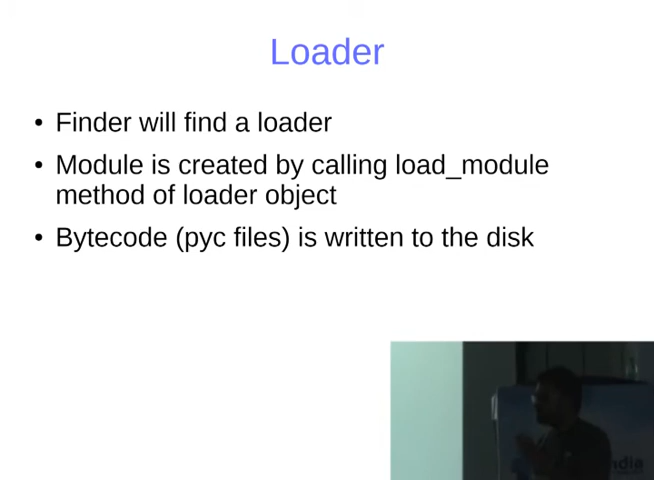 Loader
• Finder will find a loader
• Module is created by calling load_module
method of loader object
• Bytecode (pyc files) is written to the disk